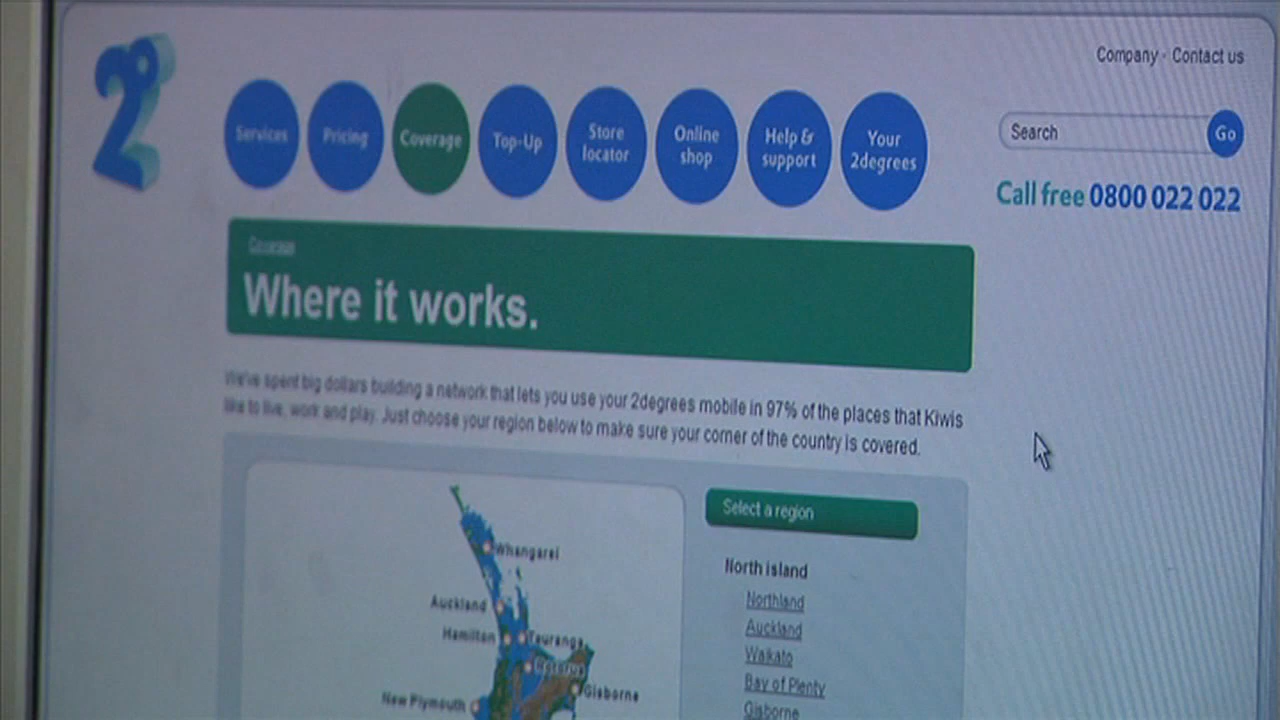 2°
Company · Contact us
Services
Pricing
Coverage
Top-Up
Store
locator
Online
shop
Help &
support
Your
2degrees
Search
Go
Call free 0800 022 022
Coverage
Where it works.
We've spent big dollars building a network that lets you use your 2degrees mobile in 97% of the places that Kiwis
like to live, work and play. Just choose your region below to make sure your corner of the country is covered.
Select a region
North island
Northland
Auckland
Waikato
Bay of Plenty
Gisborne
Whangarei
Auckland
Hamilton
Tauranga
Rotorua
Gisborne
New Plymouth